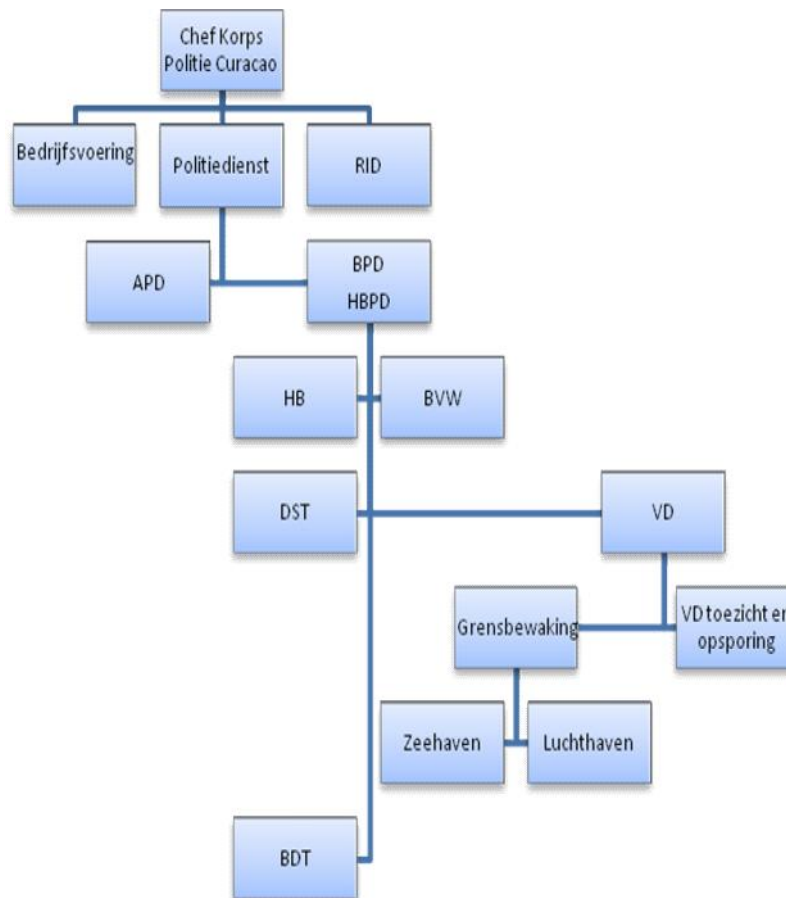 Chef Korps
Politie Curacao
Bedrijfsvoering
Politiedienst
RID
APD
BPD
HBPD
HB
BVW
DST
VD
Grensbewaking
VD toezicht en
opsporing
Zeehaven
Luchthaven
BDT